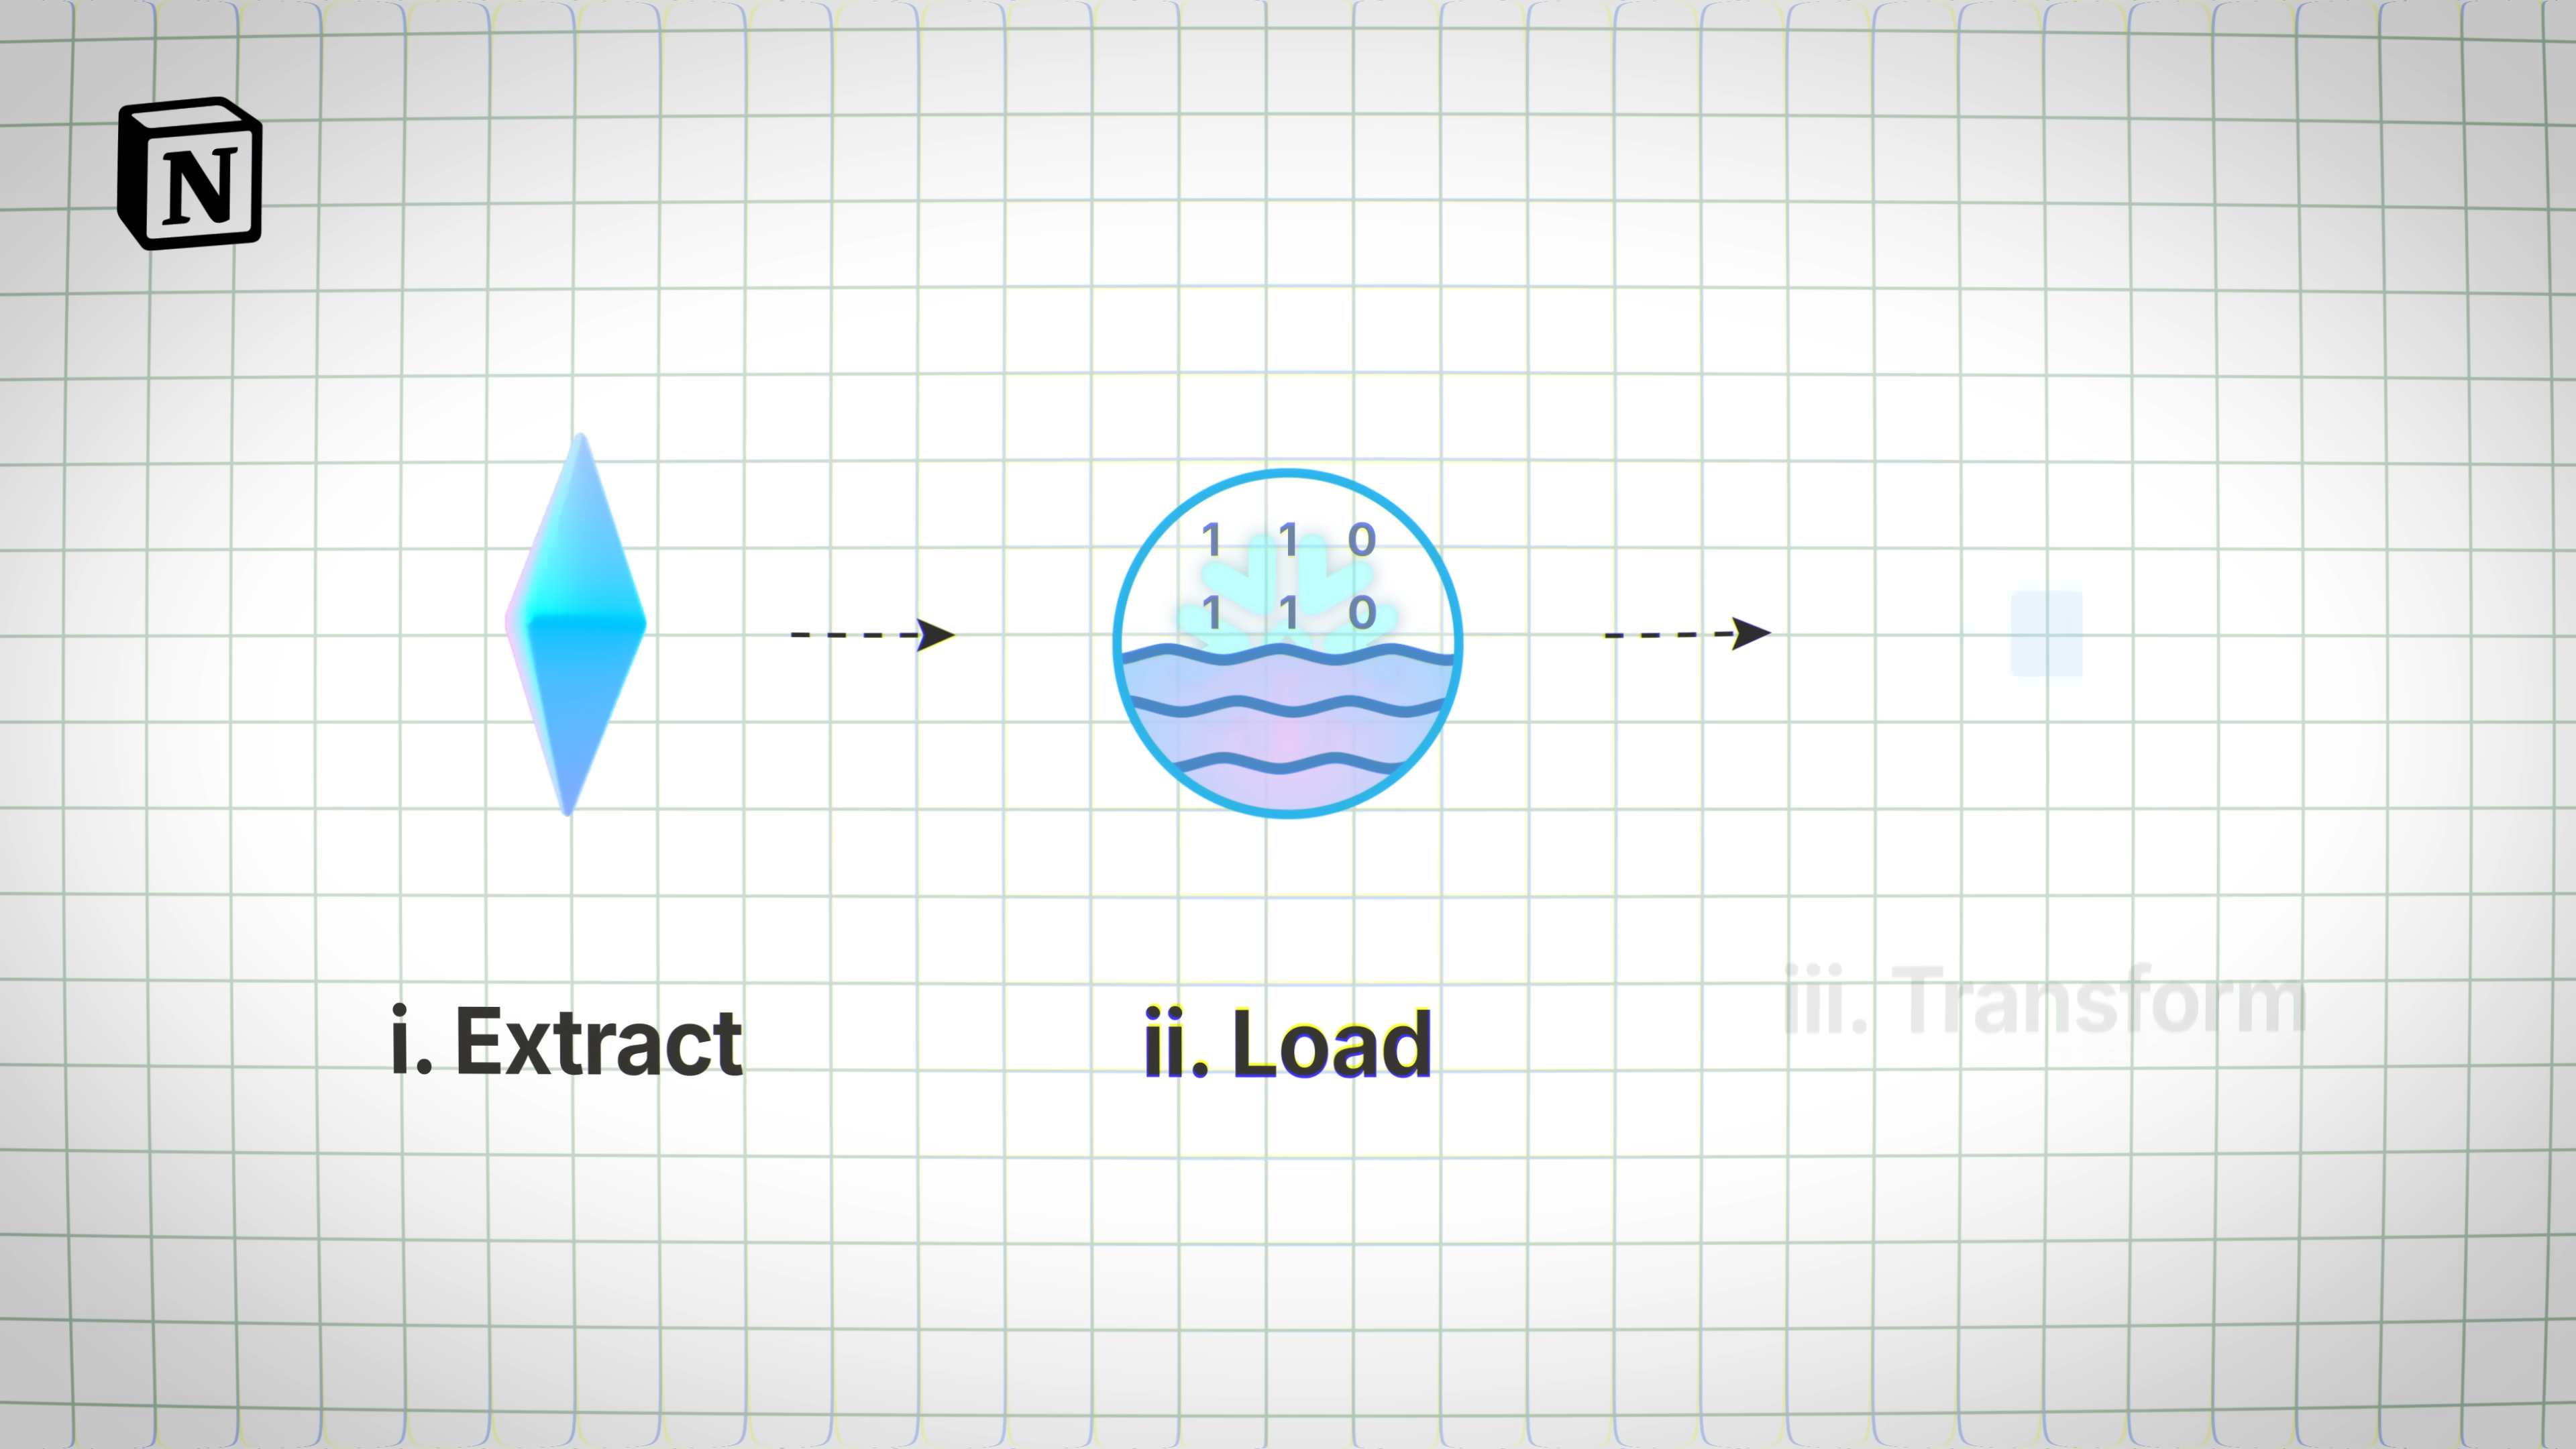 N
1 1 0
1 1 0
i. Extract
ii. Load
iii. Transform